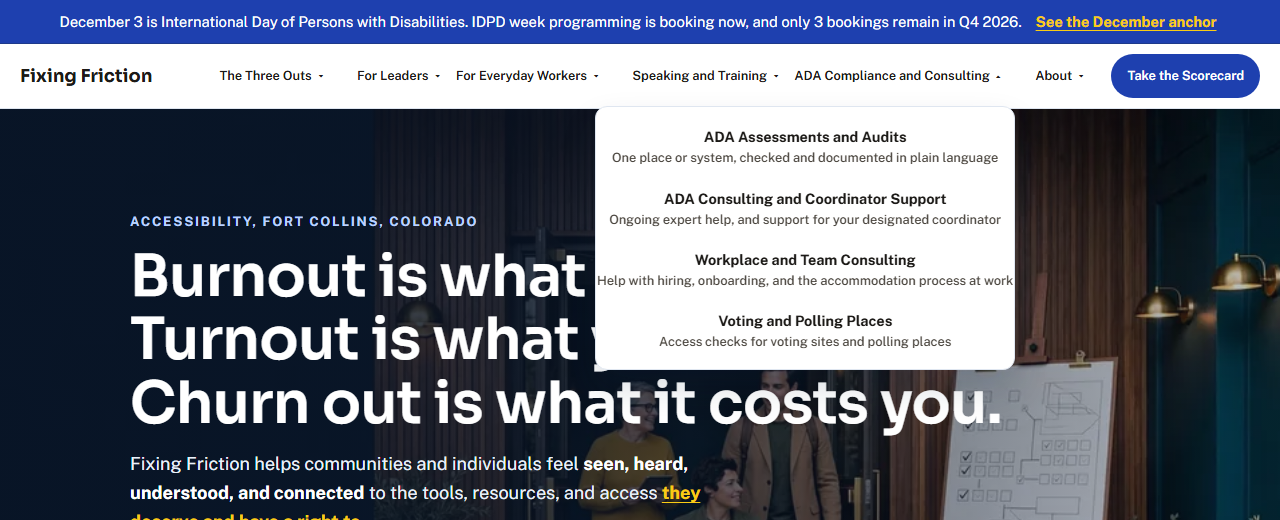 December 3 is International Day of Persons with Disabilities. IDPD week programming is booking now, and only 3 bookings remain in Q4 2026. See the December anchor
Fixing Friction The Three Outs For Leaders For Everyday Workers Speaking and Training ADA Compliance and Consulting About Take the Scorecard
ADA Assessments and Audits
One place or system, checked and documented in plain language
ADA Consulting and Coordinator Support
Ongoing expert help, and support for your designated coordinator
Workplace and Team Consulting
Help with hiring, onboarding, and the accommodation process at work
Voting and Polling Places
Access checks for voting sites and polling places
ACCESSIBILITY, FORT COLLINS, COLORADO
Burnout is what
Turnout is what
Churn out is what it costs you.
Fixing Friction helps communities and individuals feel seen, heard,
understood, and connected to the tools, resources, and access they
deserve and have a right to